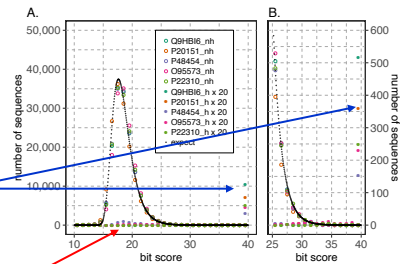 A.
B.
50,000
40,000
30,000
20,000
10,000
0
number of sequences
Q9HBI6_nh
P20151_nh
P48454_nh
O95573_nh
P22310_nh
Q9HBI6_h x 20
P20151_h x 20
P48454_h x 20
O95573_h x 20
P22310_h x 20
expect
10
20
30
40
bit score
600
500
400
300
200
100
0
number of sequences
25
30
35
40
bit score